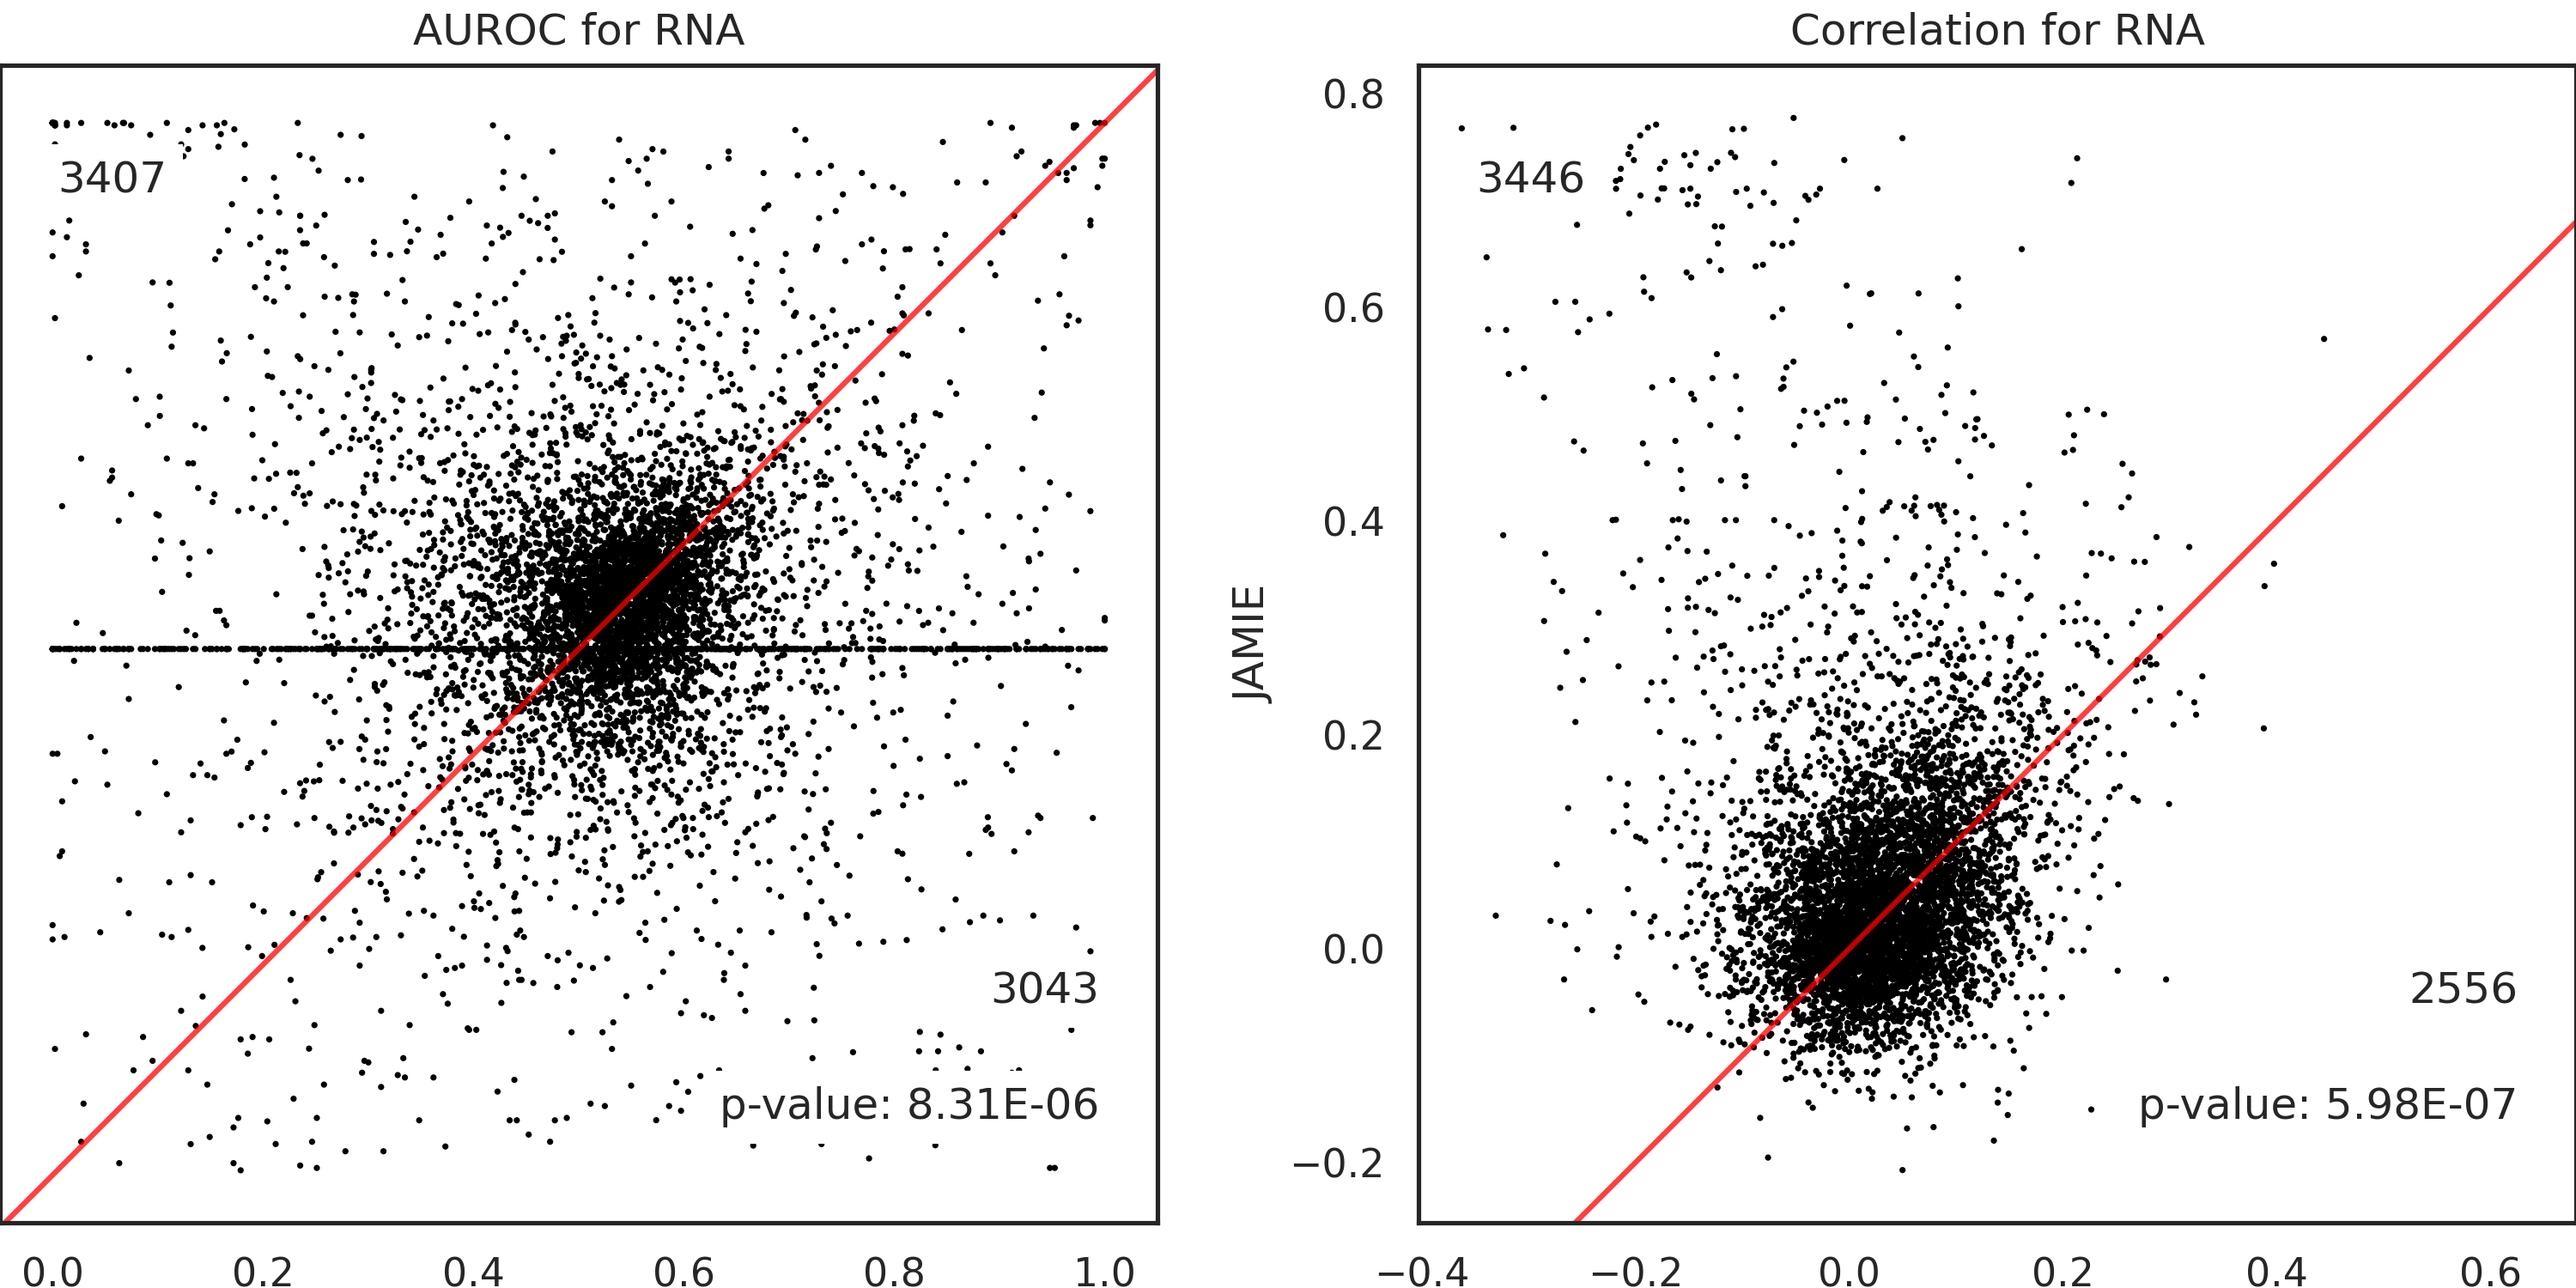 AUROC for RNA
3407
3043
p-value: 8.31E-06
0.0 0.2 0.4 0.6 0.8 1.0
Correlation for RNA
JAMIE
0.8
0.6
0.4
0.2
0.0
−0.2
3446
2556
p-value: 5.98E-07
−0.4 −0.2 0.0 0.2 0.4 0.6